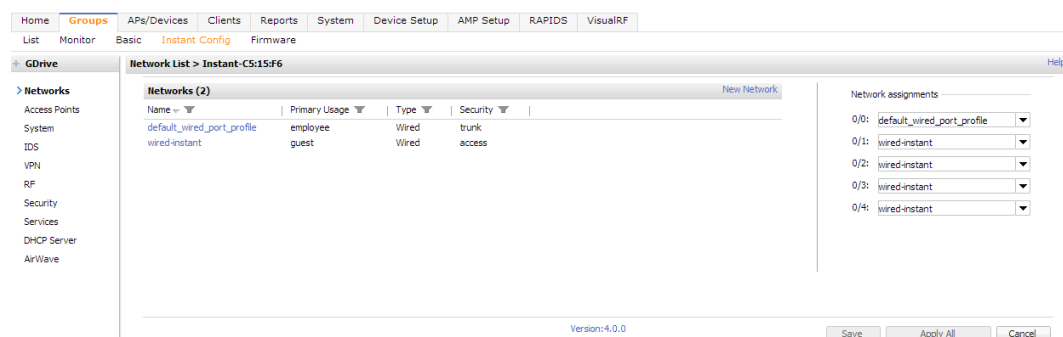 Home Groups APs/Devices Clients Reports System Device Setup AMP Setup RAPIDS VisualRF
List Monitor Basic Instant Config Firmware
GDrive
Network List > Instant-C5:15:F6
Help
Networks
Access Points
System
IDS
VPN
RF
Security
Services
DHCP Server
AirWave
Networks (2) New Network
Name Primary Usage Type Security
default_wired_port_profile employee Wired trunk
wired-instant guest Wired access
Network assignments
0/0: default_wired_port_profile
0/1: wired-instant
0/2: wired-instant
0/3: wired-instant
0/4: wired-instant
Version:4.0.0
Save Apply All Cancel